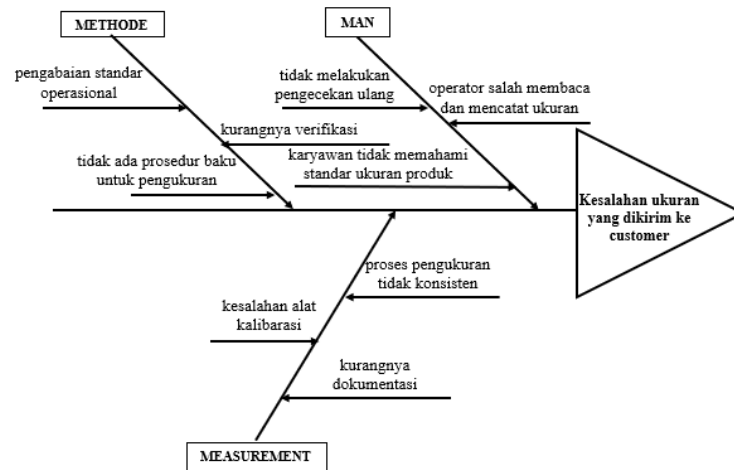 METHODE
MAN
pengabaian standar
operasional
tidak melakukan
pengecekan ulang
operator salah membaca
dan mencatat ukuran
kurangnya verifikasi
tidak ada prosedur baku
untuk pengukuran
karyawan tidak memahami
standar ukuran produk
Kesalahan ukuran
yang dikirim ke
customer
proses pengukuran
tidak konsisten
kesalahan alat
kalibarasi
kurangnya
dokumentasi
MEASUREMENT